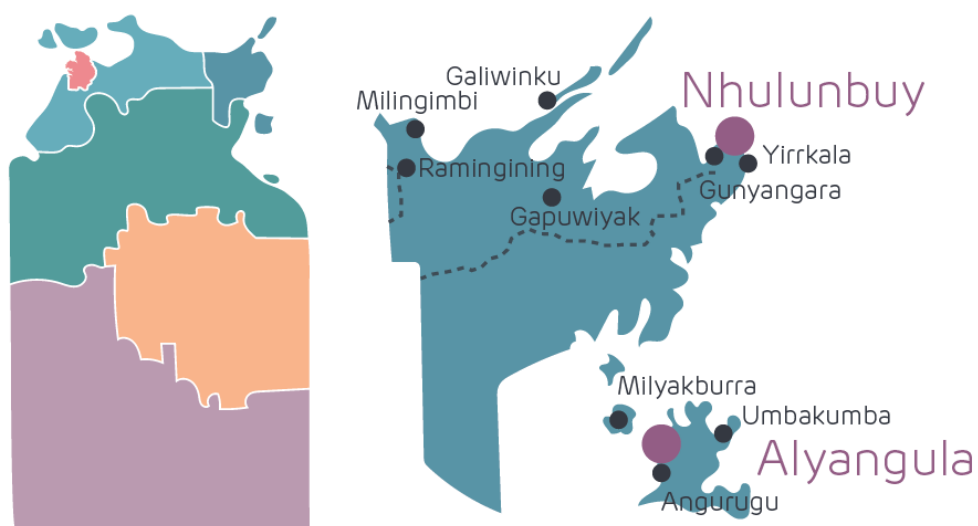 Galiwinku
Nhulunbuy
Milingimbi
Yirrkala
Ramingining
Gunyangara
Gapuwiyak
Milyakburra
Umbakumba
Alyangula
Angurugu